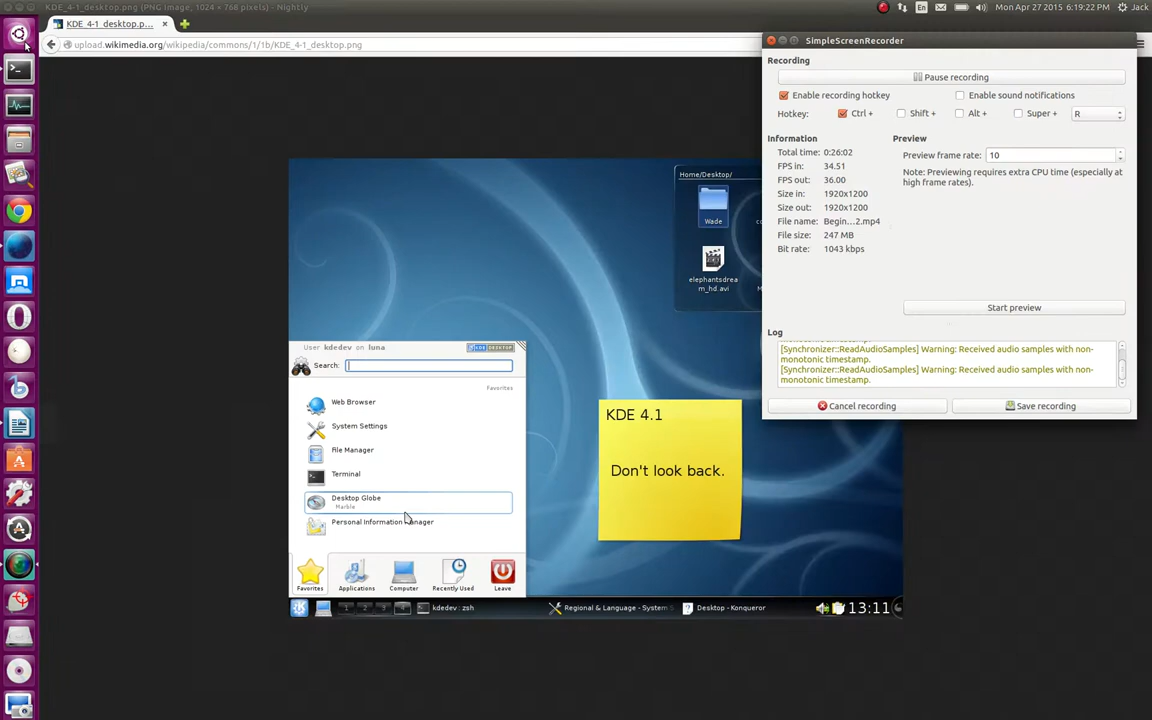 KDE_4-1_desktop.png (PNG Image, 1024 × 768 pixels) - Nightly
En
Mon Apr 27 2015 6:19:22 PM
Jack
KDE_4-1_desktop.p...
upload.wikimedia.org/wikipedia/commons/1/1b/KDE_4-1_desktop.png
SimpleScreenRecorder
Recording
Pause recording
Enable recording hotkey
Enable sound notifications
Hotkey:
Ctrl +
Shift +
Alt +
Super +
R
Information
Total time: 0:26:02
FPS in: 34.51
FPS out: 36.00
Size in: 1920x1200
Size out: 1920x1200
File name: Begin...2.mp4
File size: 247 MB
Bit rate: 1043 kbps
Preview
Preview frame rate: 10
Note: Previewing requires extra CPU time (especially at
high frame rates).
Start preview
Log
[Synchronizer::ReadAudioSamples] Warning: Received audio samples with non-
monotonic timestamp.
[Synchronizer::ReadAudioSamples] Warning: Received audio samples with non-
monotonic timestamp.
Cancel recording
Save recording
Home/Desktop/
Wade
elephantsdrea
m_hd.avi
User kdedev on luna
KDE DESKTOP
Search:
Favorites
Web Browser
System Settings
File Manager
Terminal
Desktop Globe
Marble
Personal Information Manager
Favorites
Applications
Computer
Recently Used
Leave
KDE 4.1
Don't look back.
1
2
3
kdedev : zsh
Regional & Language - System S
Desktop - Konqueror
13:11